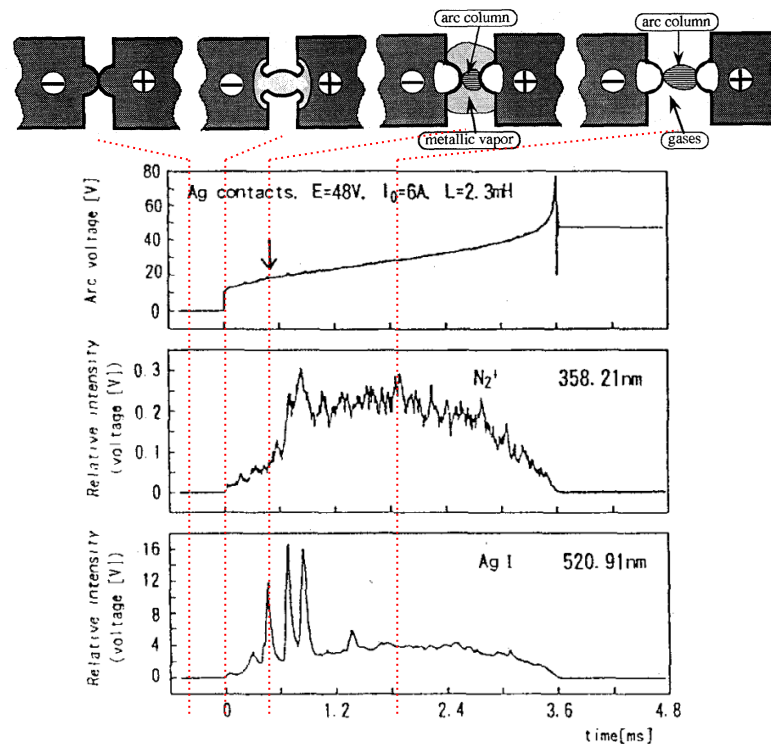 arc column
arc column
− + − + − + − +
metallic vapor
gases
Arc voltage [V]
80
60
40
20
0
Ag contacts. E=48V. I₀=6A. L=2.3mH
Relative intensity
(voltage [V])
0.3
0.2
0.1
0
N₂⁺ 358.21nm
Relative intensity
(voltage [V])
16
12
8
4
0
Ag I 520.91nm
0 1.2 2.4 3.6 4.8
time[ms]